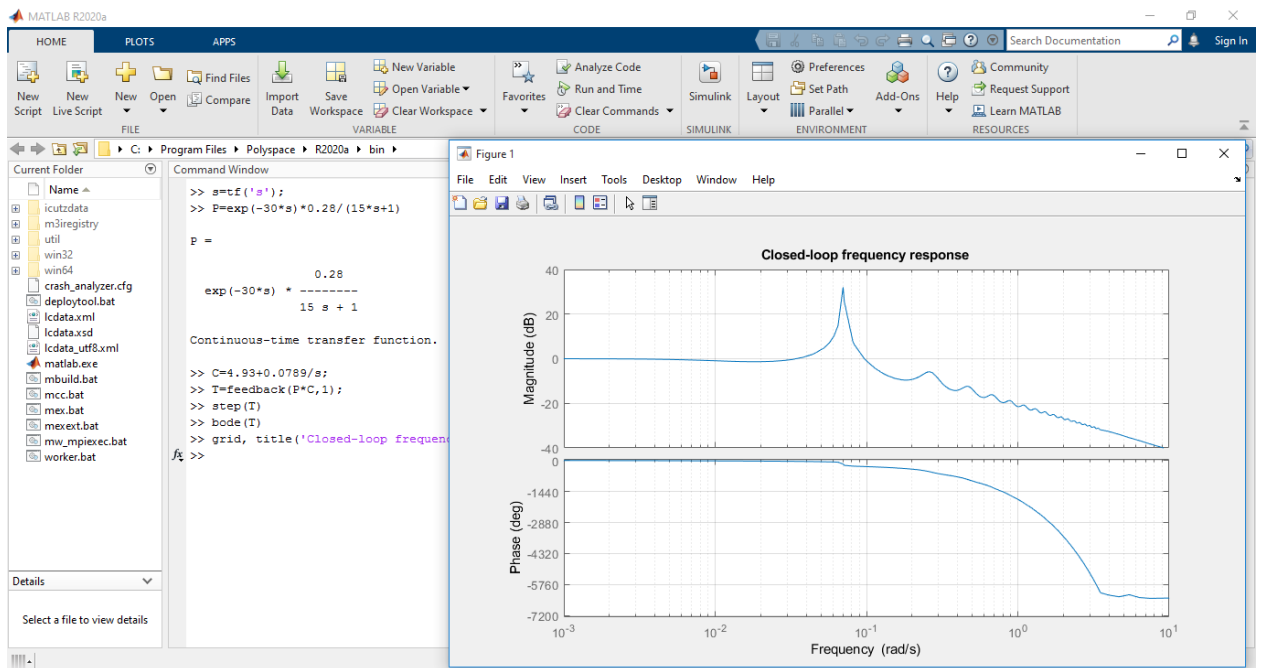 MATLAB R2020a
HOME PLOTS APPS
Search Documentation
Sign In
New Script
New Live Script
New
Open
Find Files
Compare
Import Data
Save Workspace
New Variable
Open Variable
Clear Workspace
Favorites
Analyze Code
Run and Time
Clear Commands
Simulink
Layout
Preferences
Set Path
Parallel
Add-Ons
Help
Community
Request Support
Learn MATLAB
FILE VARIABLE CODE SIMULINK ENVIRONMENT RESOURCES
C: Program Files Polyspace R2020a bin
Current Folder
Name
icutzdata
m3iregistry
util
win32
win64
crash_analyzer.cfg
deploytool.bat
lcdata.xml
lcdata.xsd
lcdata_utf8.xml
matlab.exe
mbuild.bat
mcc.bat
mex.bat
mexext.bat
mw_mpiexec.bat
worker.bat
Details
Select a file to view details
Command Window
>> s=tf('s');
>> P=exp(-30*s)*0.28/(15*s+1)
P =
0.28
exp(-30*s) * --------
15 s + 1
Continuous-time transfer function.
>> C=4.93+0.0789/s;
>> T=feedback(P*C,1);
>> step(T)
>> bode(T)
>> grid, title('Closed-loop frequenc
fx >>
Figure 1
File Edit View Insert Tools Desktop Window Help
Closed-loop frequency response
Magnitude (dB)
40
20
0
-20
-40
Phase (deg)
0
-1440
-2880
-4320
-5760
-7200
10-3 10-2 10-1 100 101
Frequency (rad/s)